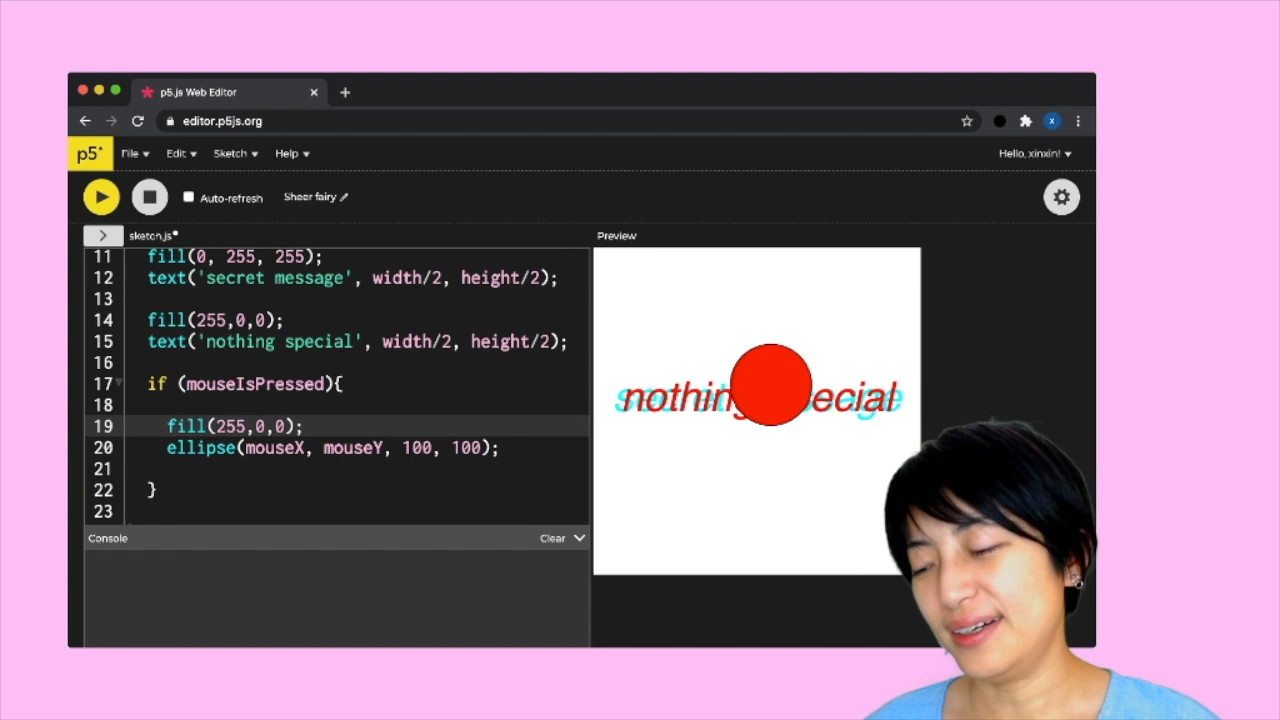 p5.js Web Editor
editor.p5js.org
x
p5* File Edit Sketch Help Hello, xinxin!
Auto-refresh Sheer fairy
sketch.js
Preview
11 fill(0, 255, 255);
12 text('secret message', width/2, height/2);
13
14 fill(255,0,0);
15 text('nothing special', width/2, height/2);
16
17 if (mouseIsPressed){
18
19 fill(255,0,0);
20 ellipse(mouseX, mouseY, 100, 100);
21
22 }
23
Console Clear